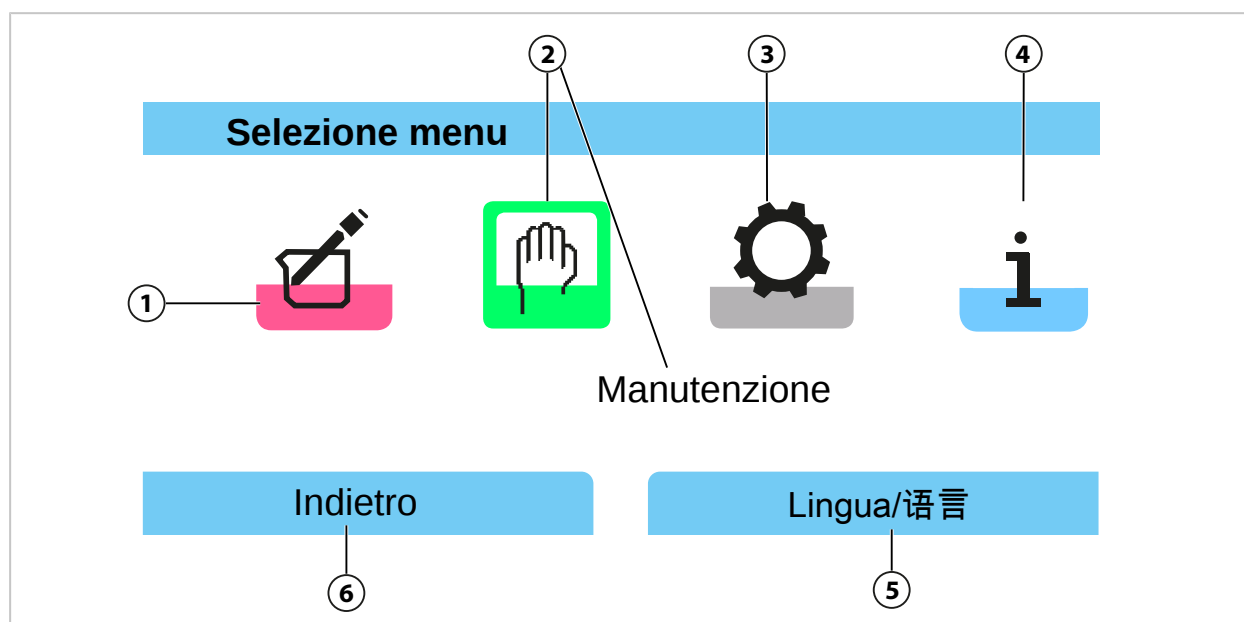 2 3 4
Selezione menu
1
Manutenzione
Indietro Lingua/语言
6 5